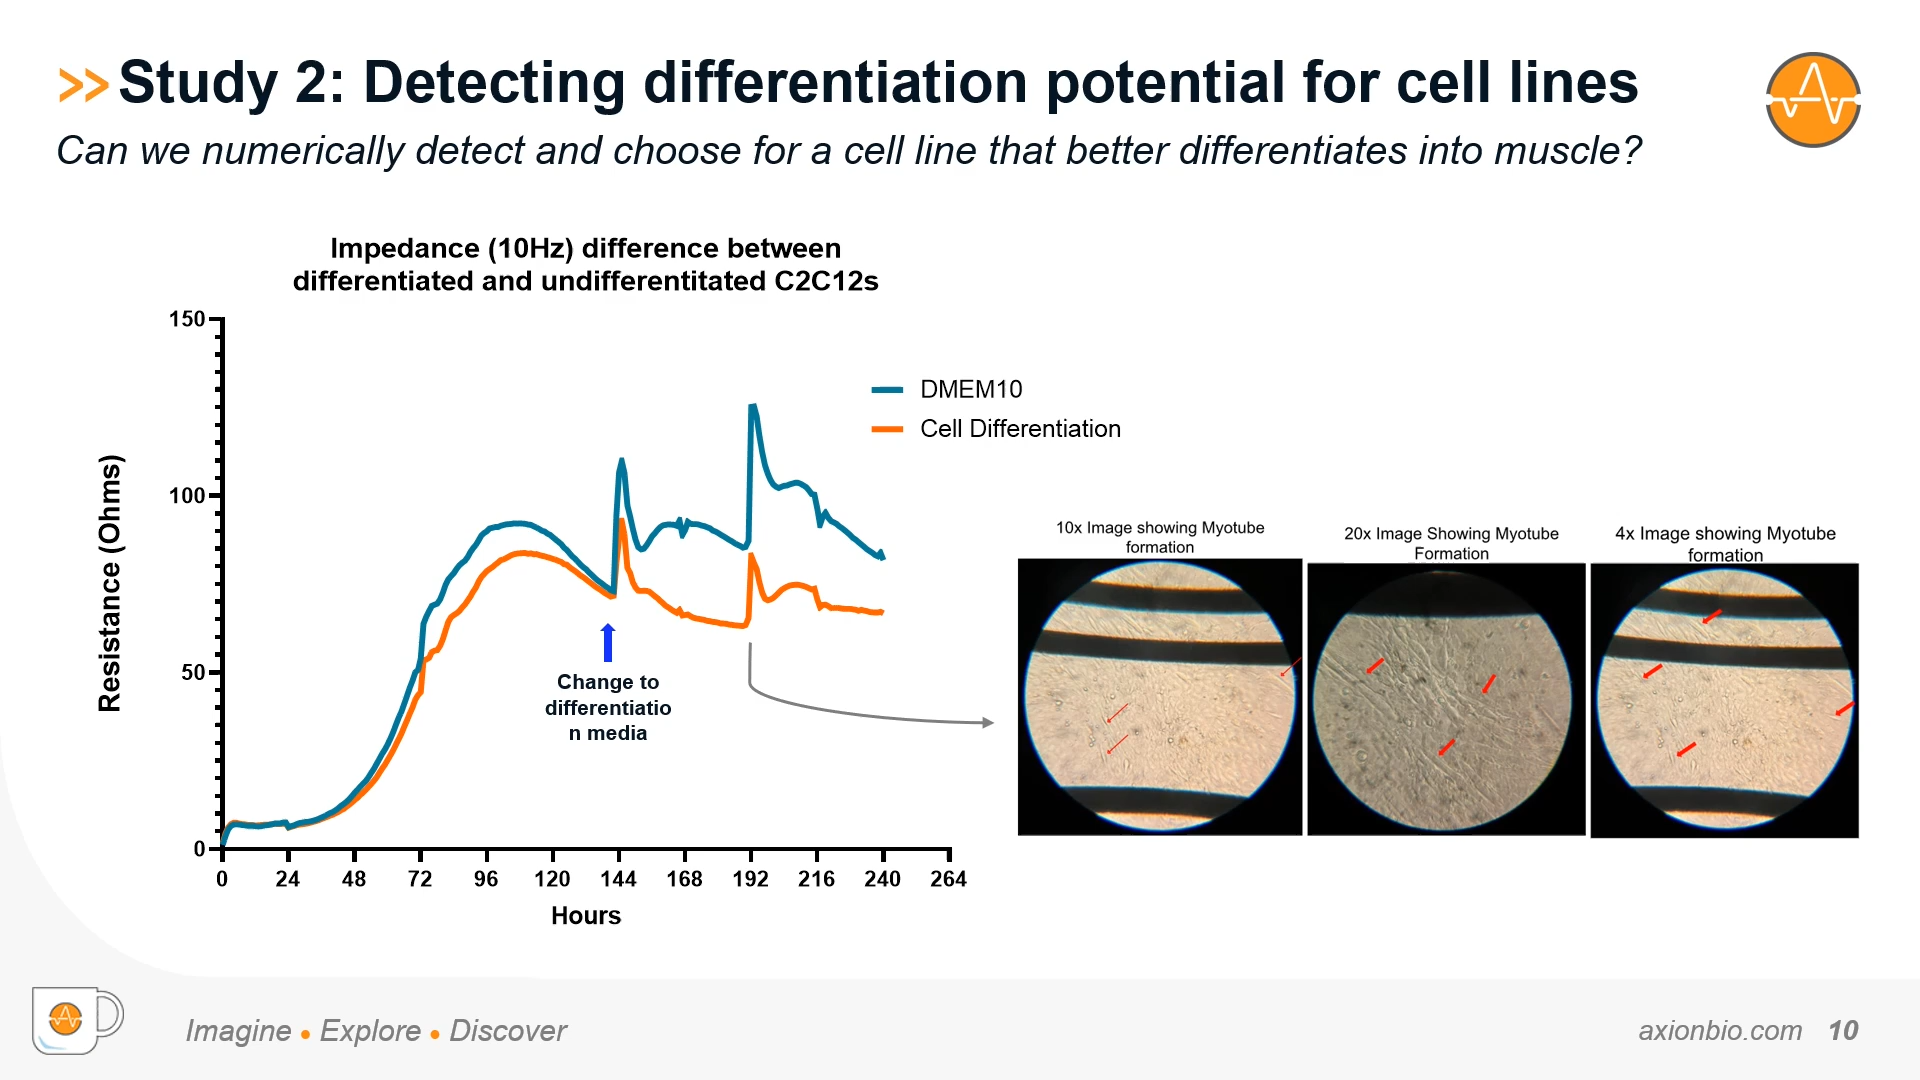 >> Study 2: Detecting differentiation potential for cell lines
Can we numerically detect and choose for a cell line that better differentiates into muscle?
Impedance (10Hz) difference between
differentiated and undifferentitated C2C12s
150
100
50
0
Resistance (Ohms)
0 24 48 72 96 120 144 168 192 216 240 264
Hours
DMEM10
Cell Differentiation
Change to
differentiatio
n media
10x Image showing Myotube
formation
20x Image Showing Myotube
Formation
4x Image showing Myotube
formation
Imagine • Explore • Discover
axionbio.com 10